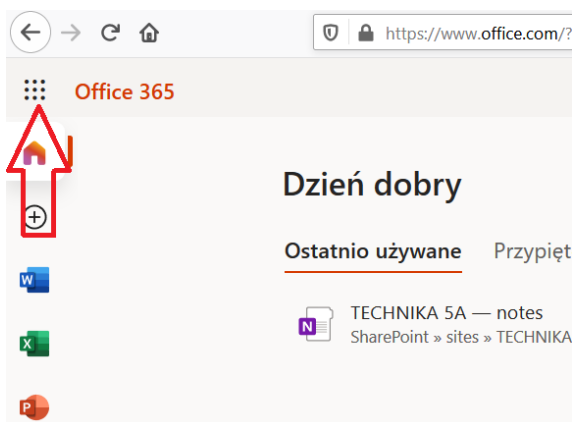 https://www.office.com/?
Office 365
Dzień dobry
Ostatnio używane Przypięt
TECHNIKA 5A — notes
SharePoint » sites » TECHNIKA
N
W
X
P